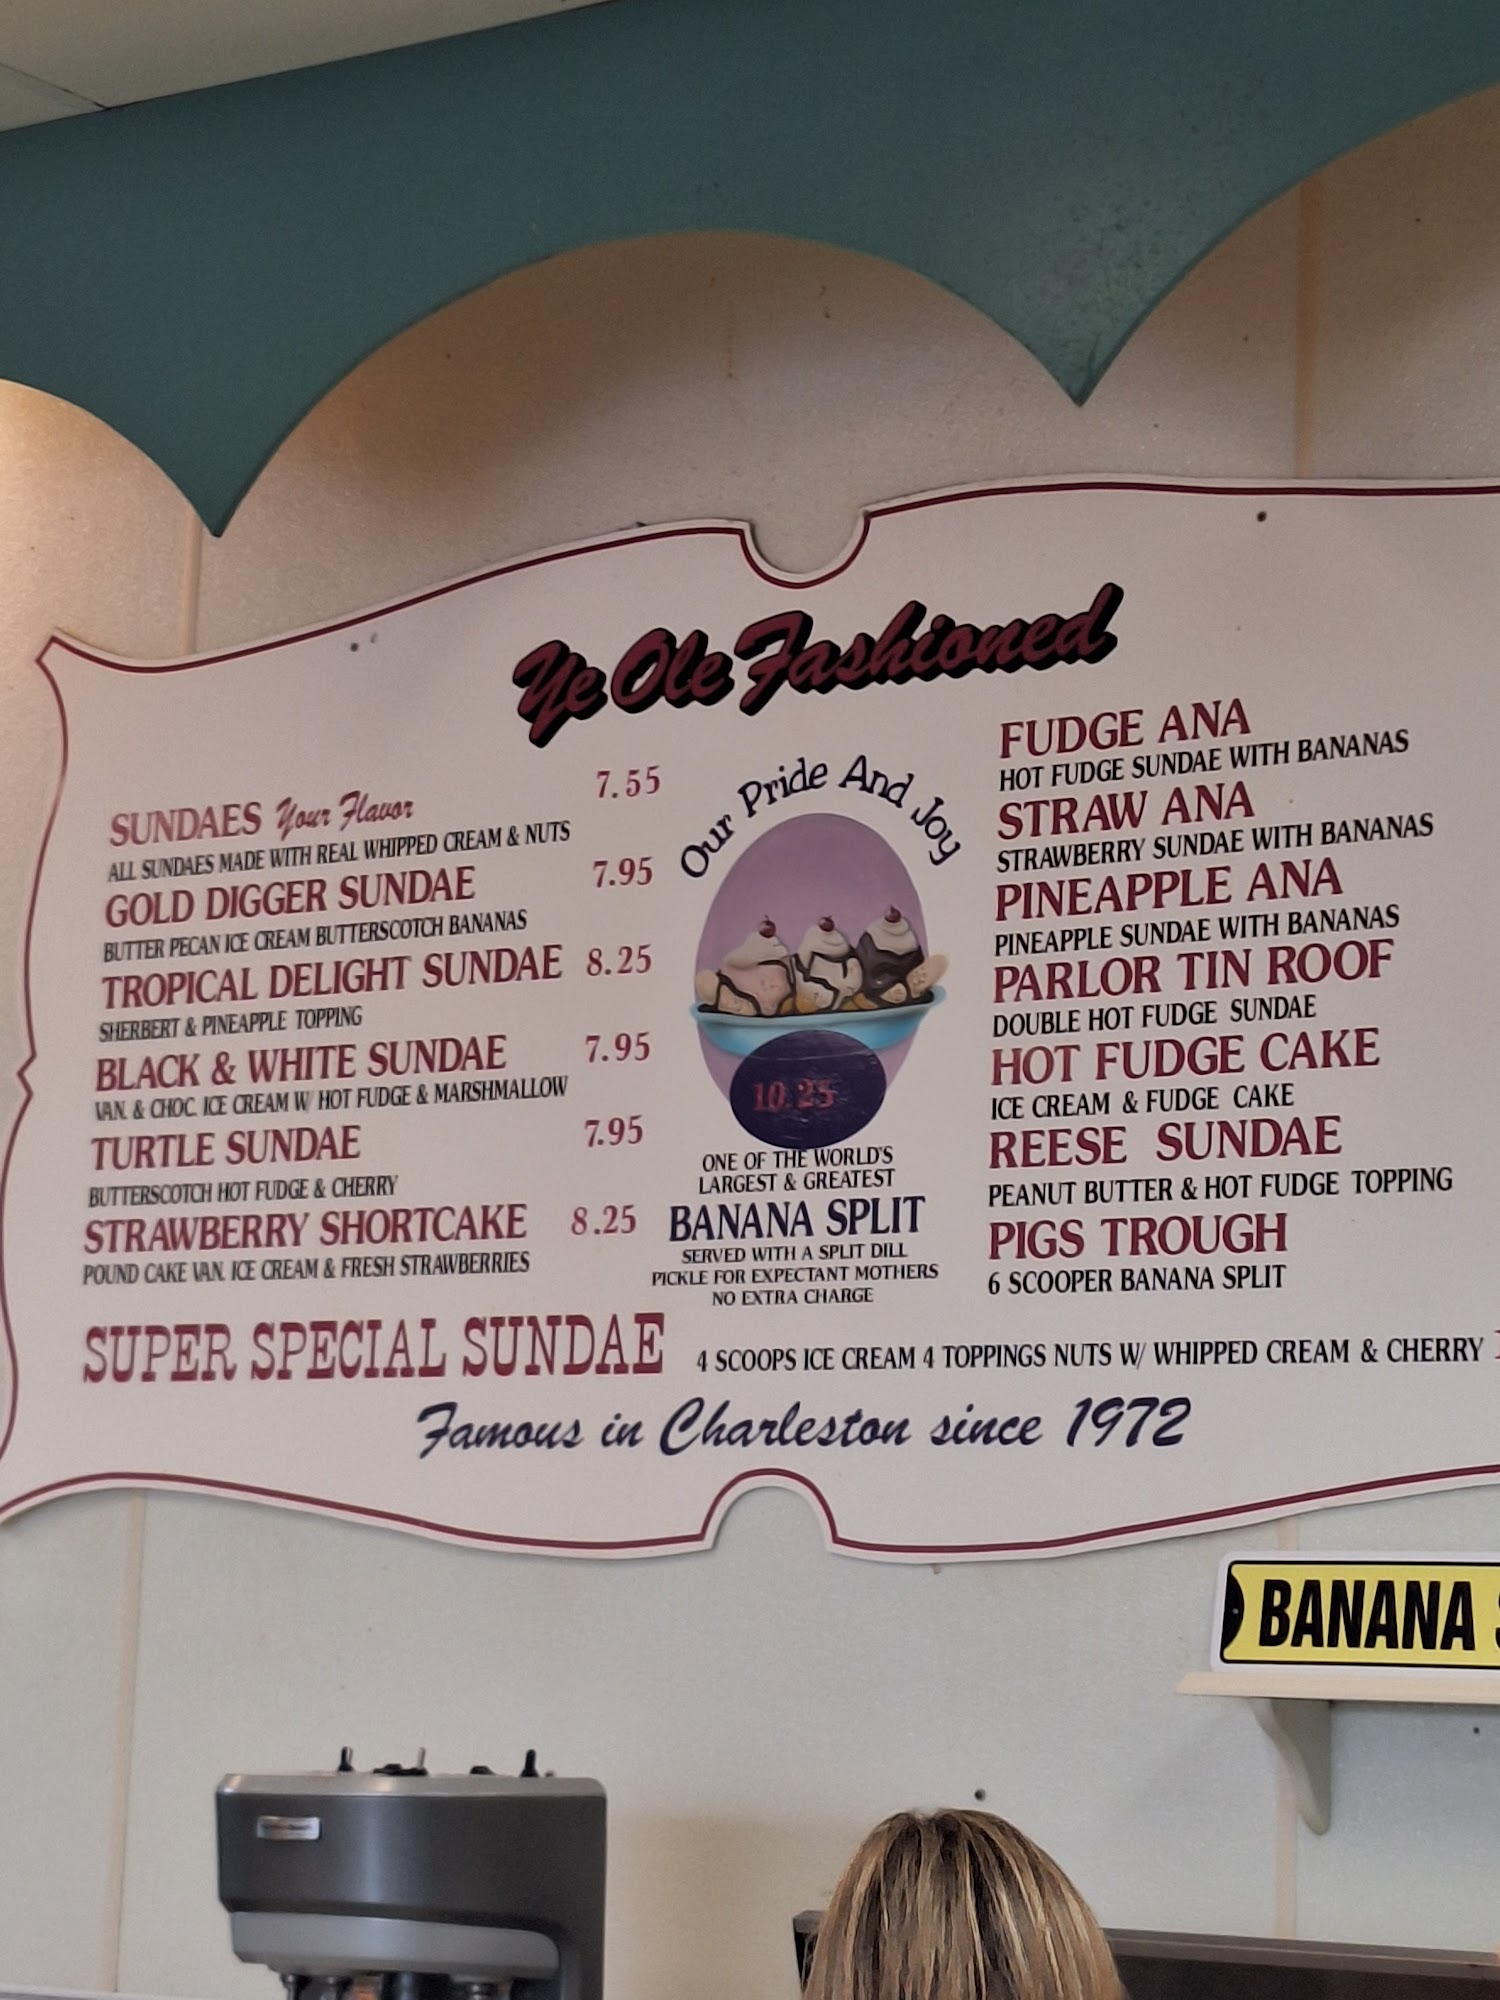 Ye Ole Fashioned
SUNDAES Your Flavor 7.55
ALL SUNDAES MADE WITH REAL WHIPPED CREAM & NUTS
GOLD DIGGER SUNDAE 7.95
BUTTER PECAN ICE CREAM BUTTERSCOTCH BANANAS
TROPICAL DELIGHT SUNDAE 8.25
SHERBERT & PINEAPPLE TOPPING
BLACK & WHITE SUNDAE 7.95
VAN. & CHOC. ICE CREAM W/ HOT FUDGE & MARSHMALLOW
TURTLE SUNDAE 7.95
BUTTERSCOTCH HOT FUDGE & CHERRY
STRAWBERRY SHORTCAKE 8.25
POUND CAKE VAN. ICE CREAM & FRESH STRAWBERRIES
Our Pride And Joy
10.25
ONE OF THE WORLD'S
LARGEST & GREATEST
BANANA SPLIT
SERVED WITH A SPLIT DILL
PICKLE FOR EXPECTANT MOTHERS
NO EXTRA CHARGE
FUDGE ANA
HOT FUDGE SUNDAE WITH BANANAS
STRAW ANA
STRAWBERRY SUNDAE WITH BANANAS
PINEAPPLE ANA
PINEAPPLE SUNDAE WITH BANANAS
PARLOR TIN ROOF
DOUBLE HOT FUDGE SUNDAE
HOT FUDGE CAKE
ICE CREAM & FUDGE CAKE
REESE SUNDAE
PEANUT BUTTER & HOT FUDGE TOPPING
PIGS TROUGH
6 SCOOPER BANANA SPLIT
SUPER SPECIAL SUNDAE 4 SCOOPS ICE CREAM 4 TOPPINGS NUTS W/ WHIPPED CREAM & CHERRY
Famous in Charleston since 1972
BANANA